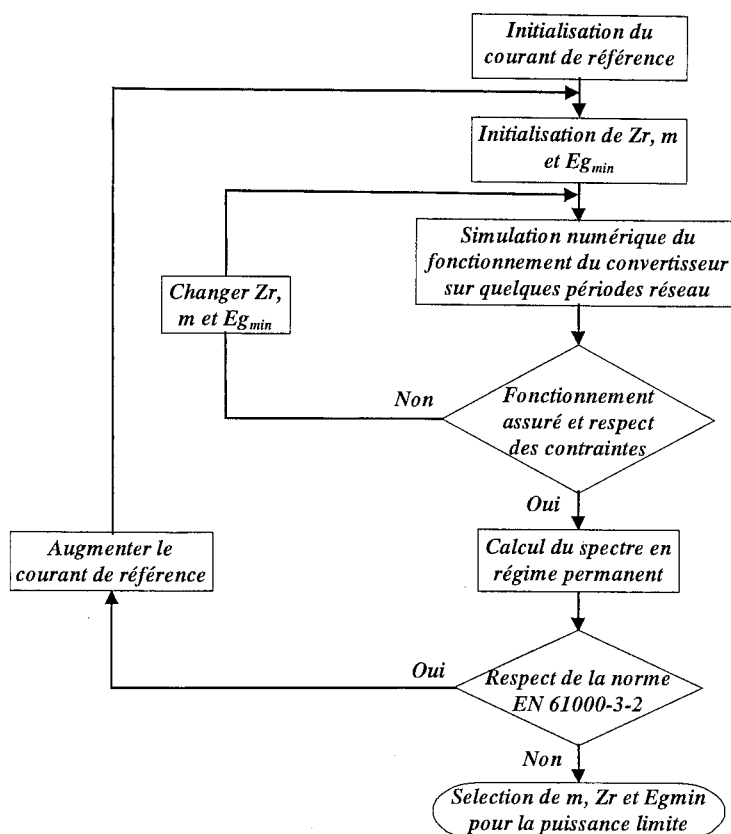 Initialisation du
courant de référence
Initialisation de Zr, m
et Eg_min
Simulation numérique du
fonctionnement du convertisseur
sur quelques périodes réseau
Changer Zr,
m et Eg_min
Non
Fonctionnement
assuré et respect
des contraintes
Oui
Augmenter le
courant de référence
Calcul du spectre en
régime permanent
Oui
Respect de la norme
EN 61000-3-2
Non
Selection de m, Zr et Egmin
pour la puissance limite